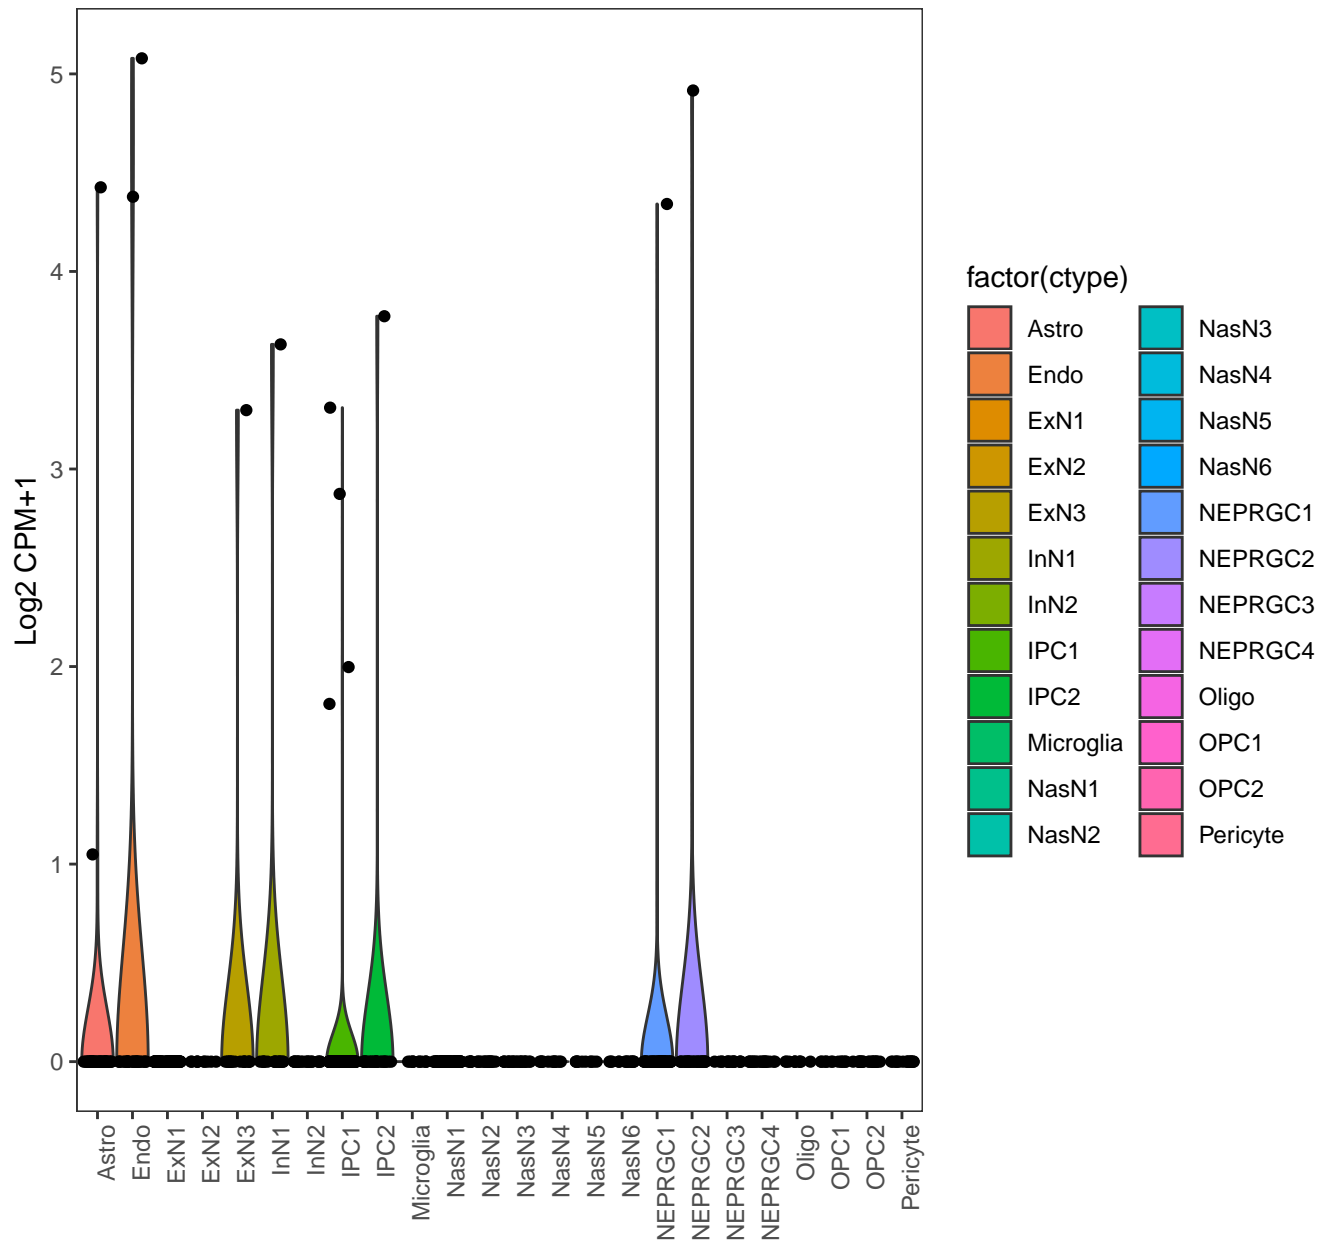 5
4
3
2
1
0
Log2 CPM+1
Astro
Endo
ExN1
ExN2
ExN3
InN1
InN2
IPC1
IPC2
Microglia
NasN1
NasN2
NasN3
NasN4
NasN5
NasN6
NEPRGC1
NEPRGC2
NEPRGC3
NEPRGC4
Oligo
OPC1
OPC2
Pericyte
factor(ctype)
Astro
Endo
ExN1
ExN2
ExN3
InN1
InN2
IPC1
IPC2
Microglia
NasN1
NasN2
NasN3
NasN4
NasN5
NasN6
NEPRGC1
NEPRGC2
NEPRGC3
NEPRGC4
Oligo
OPC1
OPC2
Pericyte